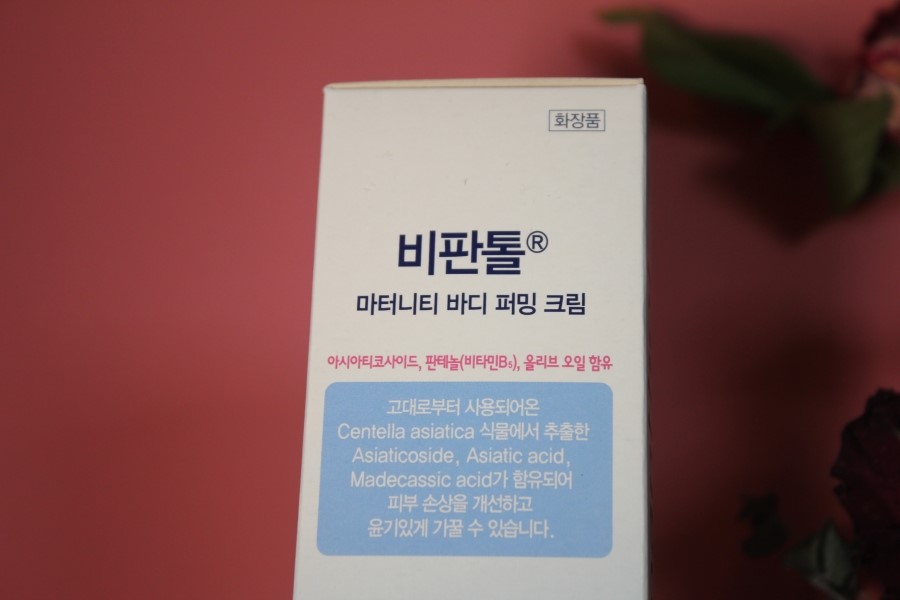 화장품
비판톨®
마터니티 바디 퍼밍 크림
아시아티코사이드, 판테놀(비타민B₅), 올리브 오일 함유
고대로부터 사용되어온
Centella asiatica 식물에서 추출한
Asiaticoside, Asiatic acid,
Madecassic acid가 함유되어
피부 손상을 개선하고
윤기있게 가꿀 수 있습니다.